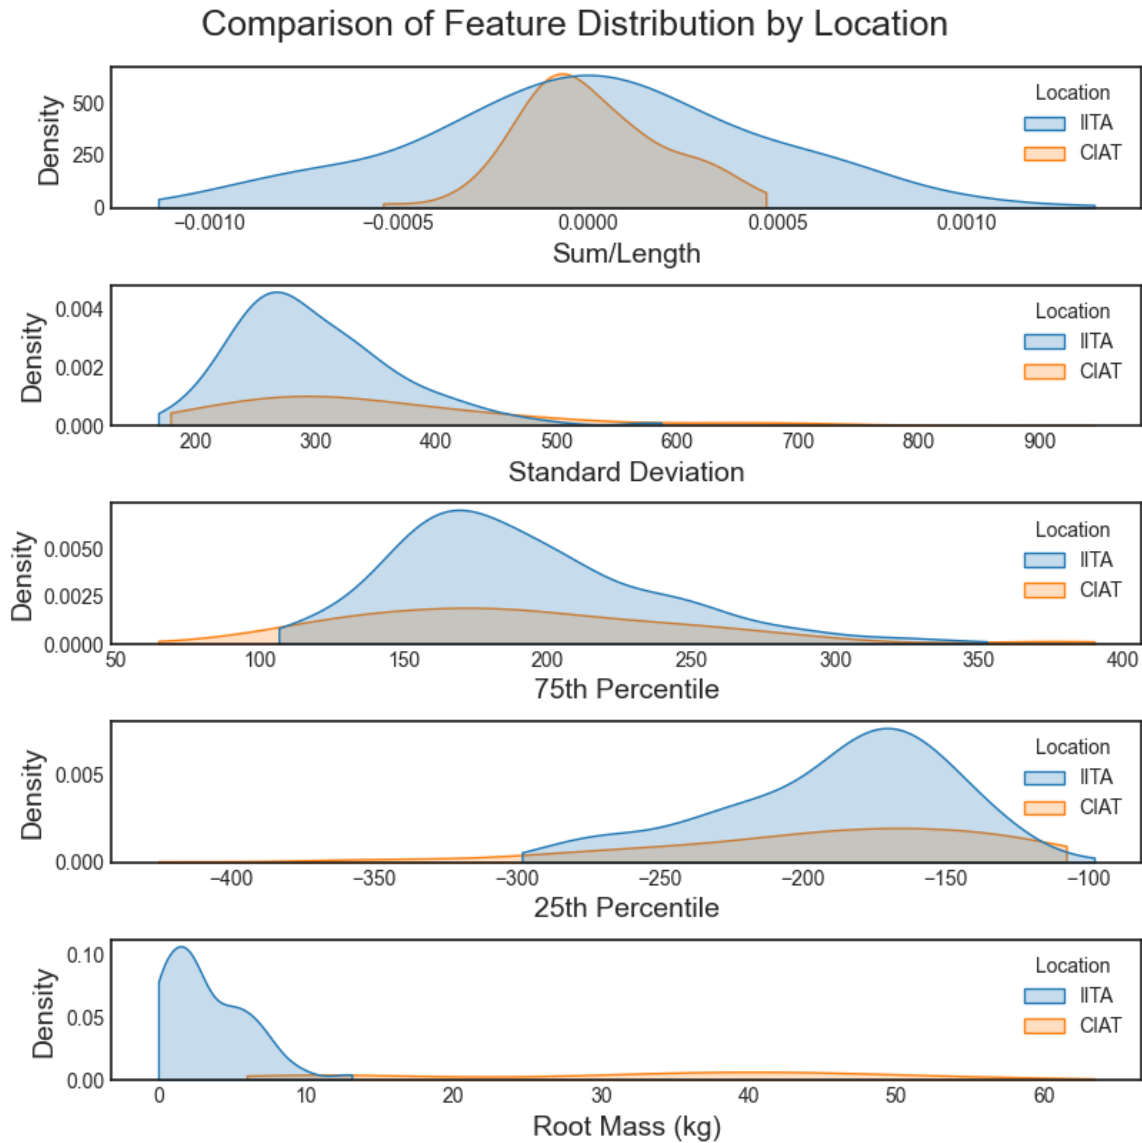 Comparison of Feature Distribution by Location
Density
500
250
0
−0.0010
−0.0005
0.0000
0.0005
0.0010
Sum/Length
Location
IITA
CIAT
Density
0.004
0.002
0.000
200
300
400
500
600
700
800
900
Standard Deviation
Location
IITA
CIAT
Density
0.0050
0.0025
0.0000
50
100
150
200
250
300
350
400
75th Percentile
Location
IITA
CIAT
Density
0.005
0.000
−400
−350
−300
−250
−200
−150
−100
25th Percentile
Location
IITA
CIAT
Density
0.10
0.05
0.00
0
10
20
30
40
50
60
Root Mass (kg)
Location
IITA
CIAT